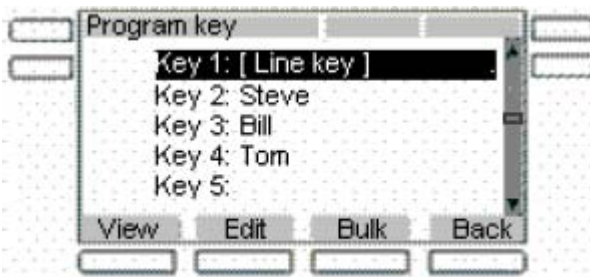 Program key
Key 1: [ Line key ]
Key 2: Steve
Key 3: Bill
Key 4: Tom
Key 5:
View Edit Bulk Back